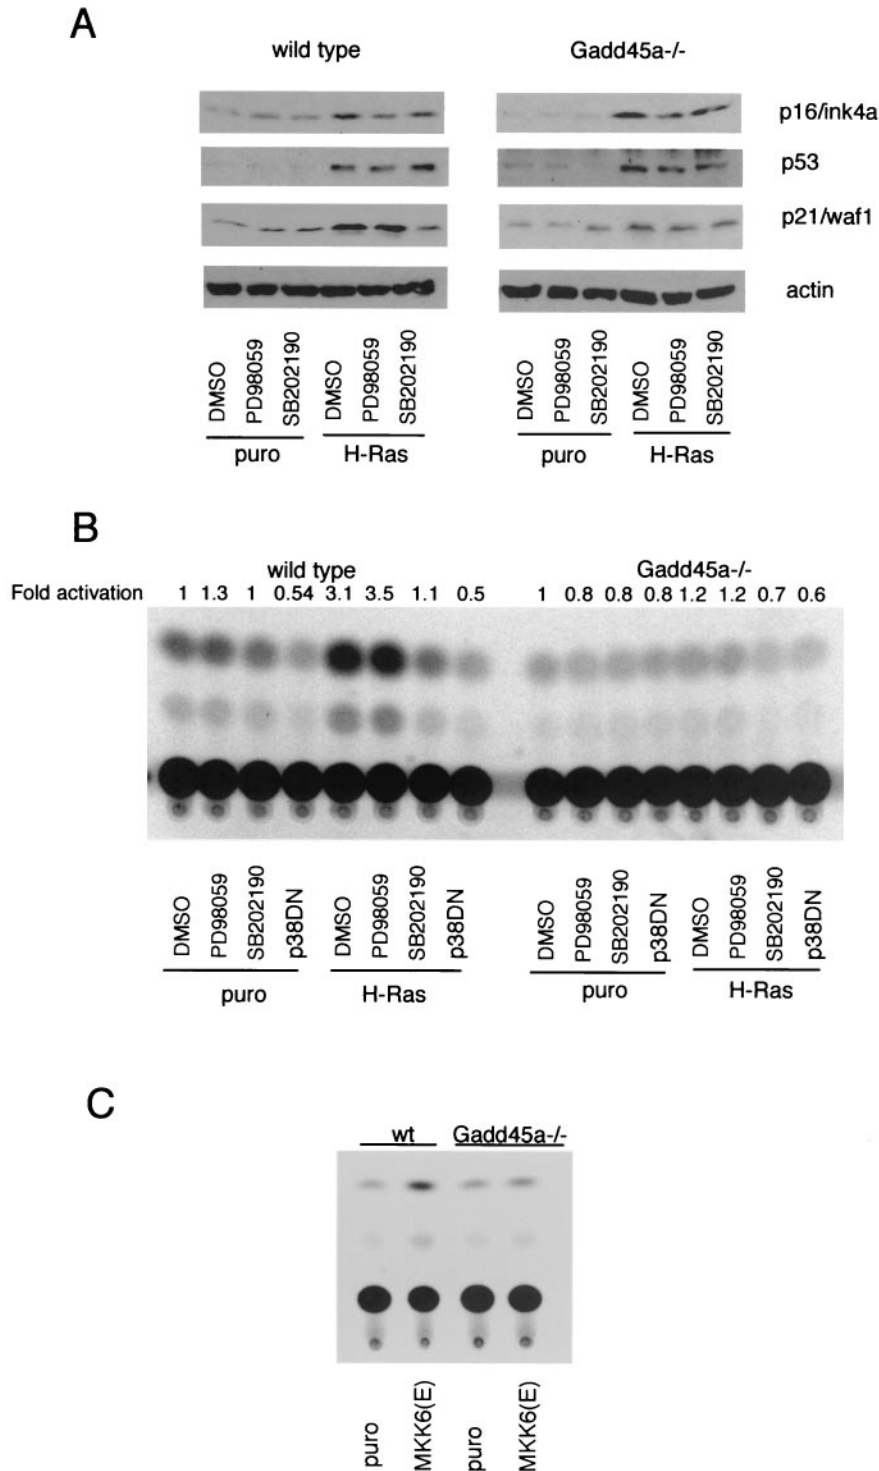 A
wild type Gadd45a-/-
p16/ink4a
p53
p21/waf1
actin
DMSO PD98059 SB202190 DMSO PD98059 SB202190 DMSO PD98059 SB202190 DMSO PD98059 SB202190
puro H-Ras puro H-Ras
B
wild type Gadd45a-/-
Fold activation 1 1.3 1 0.54 3.1 3.5 1.1 0.5 1 0.8 0.8 0.8 1.2 1.2 0.7 0.6
DMSO PD98059 SB202190 p38DN DMSO PD98059 SB202190 p38DN DMSO PD98059 SB202190 p38DN DMSO PD98059 SB202190 p38DN
puro H-Ras puro H-Ras
C
wt Gadd45a-/-
puro MKK6(E) puro MKK6(E)